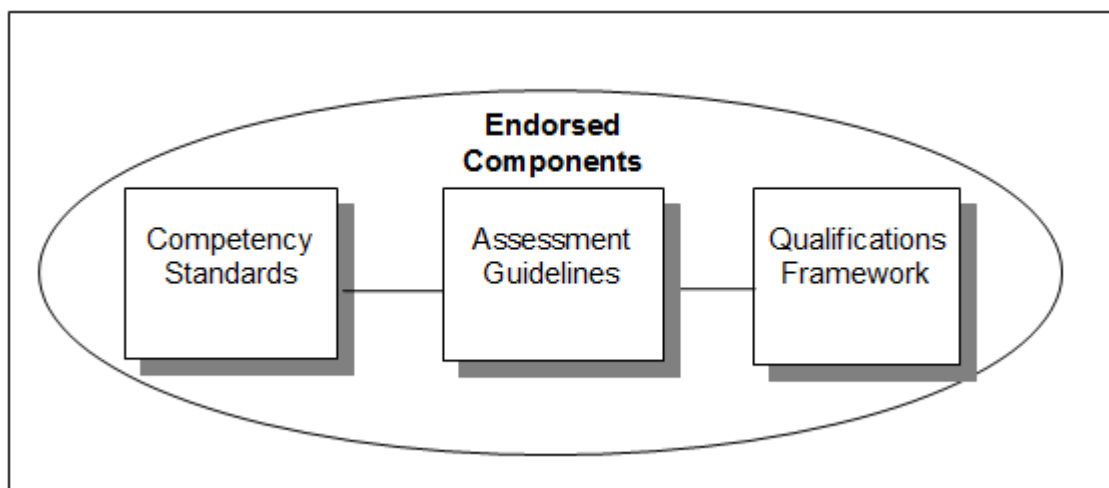 Endorsed
Components
Competency
Standards
Assessment
Guidelines
Qualifications
Framework